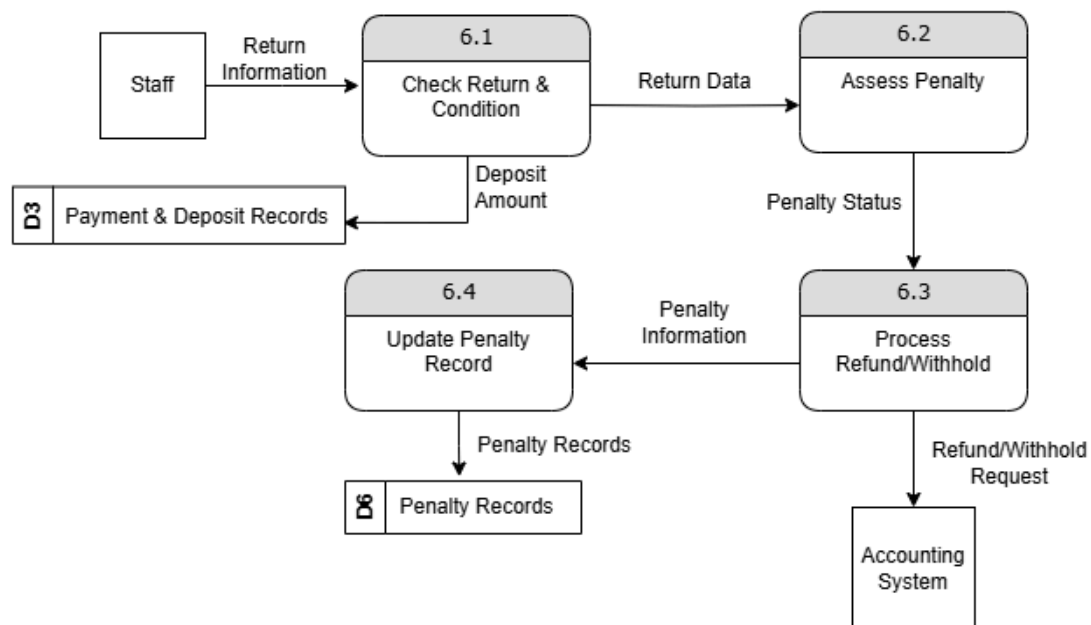 6.1
6.2
Staff
Return
Information
Check Return &
Condition
Return Data
Assess Penalty
Deposit
Amount
D3
Payment & Deposit Records
Penalty Status
6.4
6.3
Update Penalty
Record
Penalty
Information
Process
Refund/Withhold
Penalty Records
Refund/Withhold
Request
D6
Penalty Records
Accounting
System